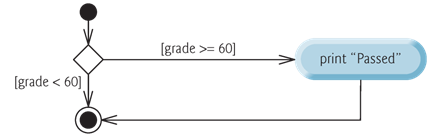 [grade >= 60]
print “Passed”
[grade < 60]